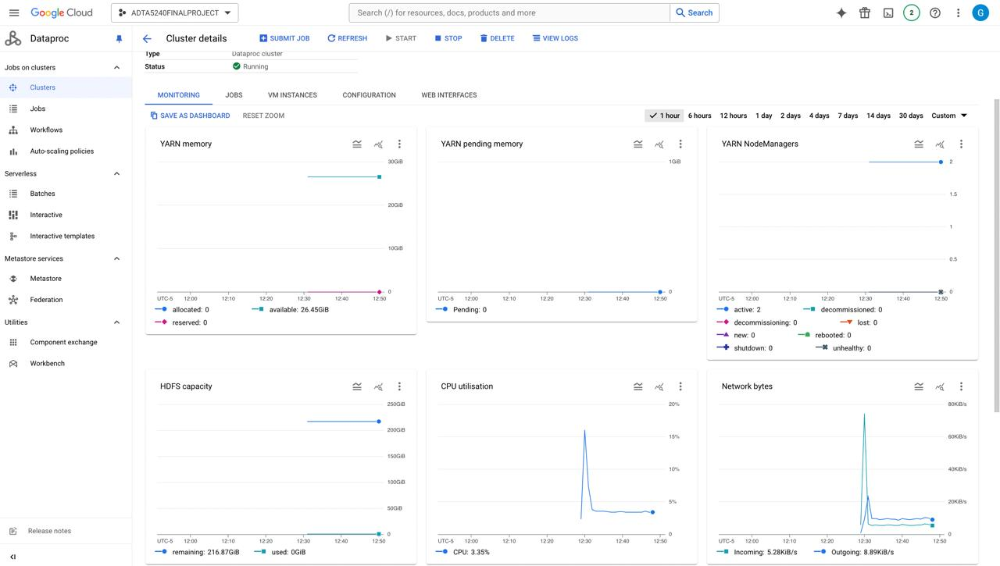 Google Cloud
ADTA5240FINALPROJECT
Search (/) for resources, docs, products and more
Search
2
G
Dataproc
Cluster details
SUBMIT JOB
REFRESH
START
STOP
DELETE
VIEW LOGS
Jobs on clusters
Clusters
Jobs
Workflows
Auto-scaling policies
Serverless
Batches
Interactive
Interactive templates
Metastore services
Metastore
Federation
Utilities
Component exchange
Workbench
Release notes
Type Dataproc cluster
Status Running
MONITORING JOBS VM INSTANCES CONFIGURATION WEB INTERFACES
SAVE AS DASHBOARD RESET ZOOM
1 hour 6 hours 12 hours 1 day 2 days 4 days 7 days 14 days 30 days Custom
YARN memory
30GiB
20GiB
10GiB
0
UTC-5 12:00 12:10 12:20 12:30 12:40 12:50
allocated: 0 available: 26.45GiB
reserved: 0
YARN pending memory
1GiB
0
UTC-5 12:00 12:10 12:20 12:30 12:40 12:50
Pending: 0
YARN NodeManagers
2
1.5
1
0.5
0
UTC-5 12:00 12:10 12:20 12:30 12:40 12:50
active: 2 decommissioned: 0
decommissioning: 0 lost: 0
new: 0 rebooted: 0
shutdown: 0 unhealthy: 0
HDFS capacity
250GiB
200GiB
150GiB
100GiB
50GiB
0
UTC-5 12:00 12:10 12:20 12:30 12:40 12:50
remaining: 216.87GiB used: 0GiB
CPU utilisation
20%
15%
10%
5%
0
UTC-5 12:00 12:10 12:20 12:30 12:40 12:50
CPU: 3.35%
Network bytes
80KiB/s
60KiB/s
40KiB/s
20KiB/s
0
UTC-5 12:00 12:10 12:20 12:30 12:40 12:50
Incoming: 5.28KiB/s Outgoing: 8.89KiB/s